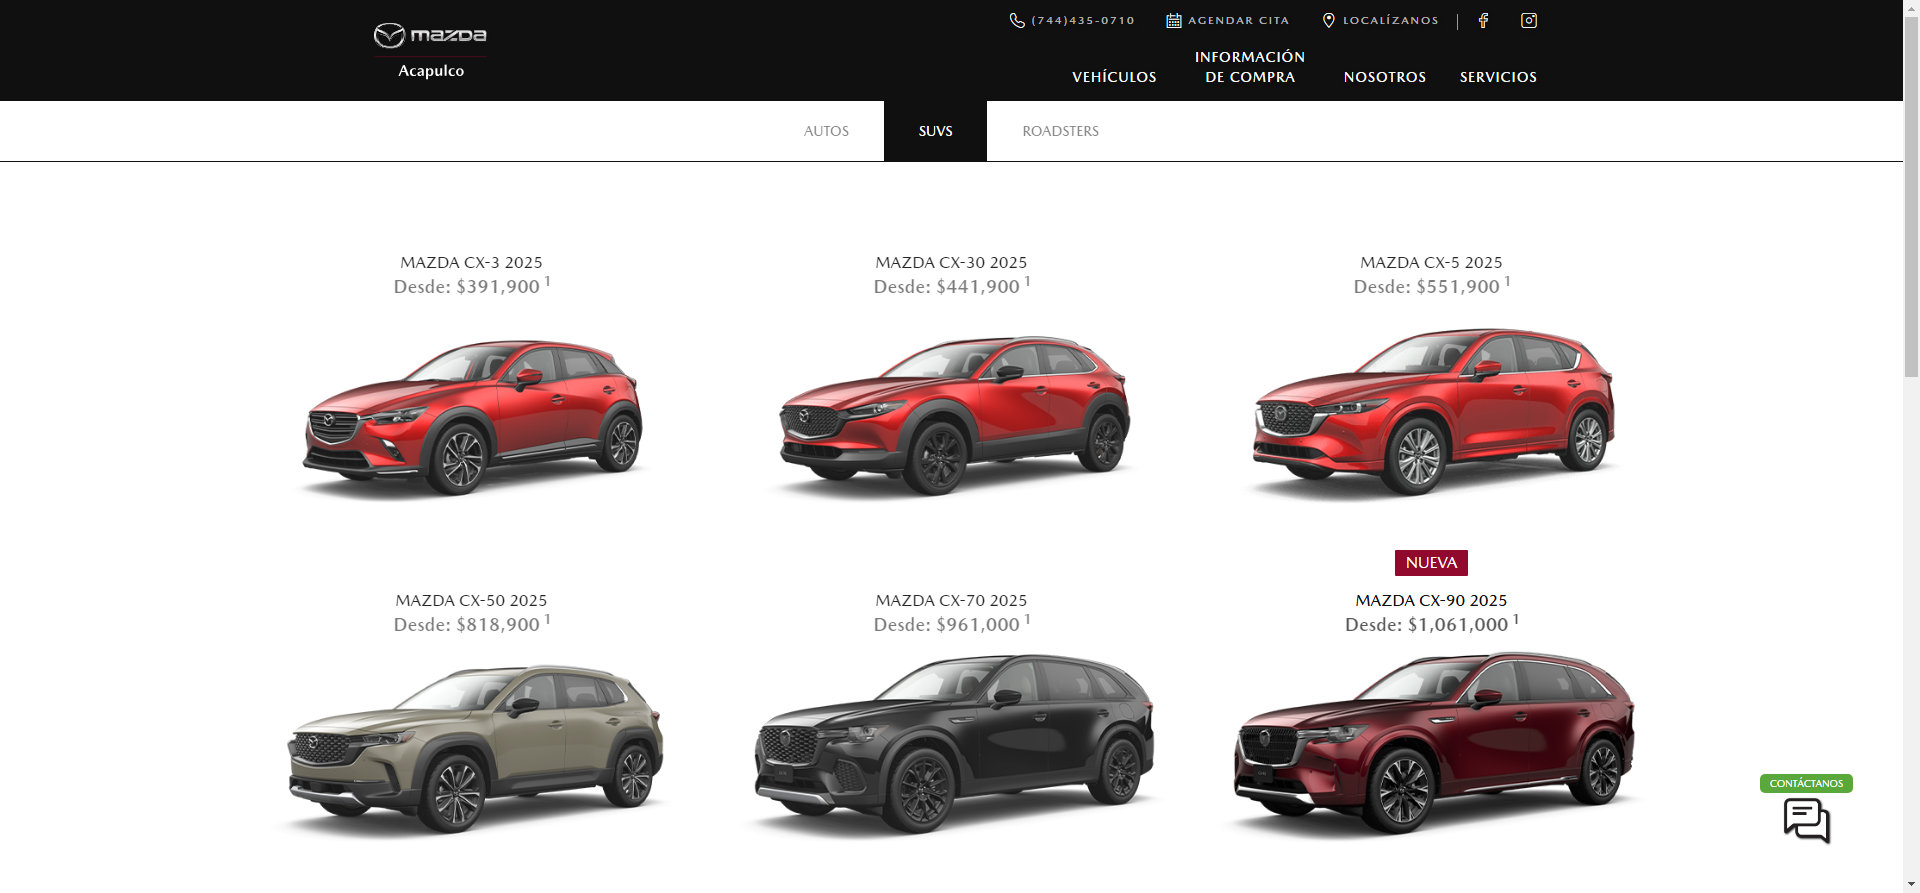 mazda
Acapulco
(744)435-0710
AGENDAR CITA
LOCALÍZANOS
VEHÍCULOS
INFORMACIÓN
DE COMPRA
NOSOTROS
SERVICIOS
AUTOS
SUVS
ROADSTERS
MAZDA CX-3 2025
Desde: $391,900 1
MAZDA CX-30 2025
Desde: $441,900 1
MAZDA CX-5 2025
Desde: $551,900 1
MAZDA CX-50 2025
Desde: $818,900 1
MAZDA CX-70 2025
Desde: $961,000 1
NUEVA
MAZDA CX-90 2025
Desde: $1,061,000 1
CONTÁCTANOS